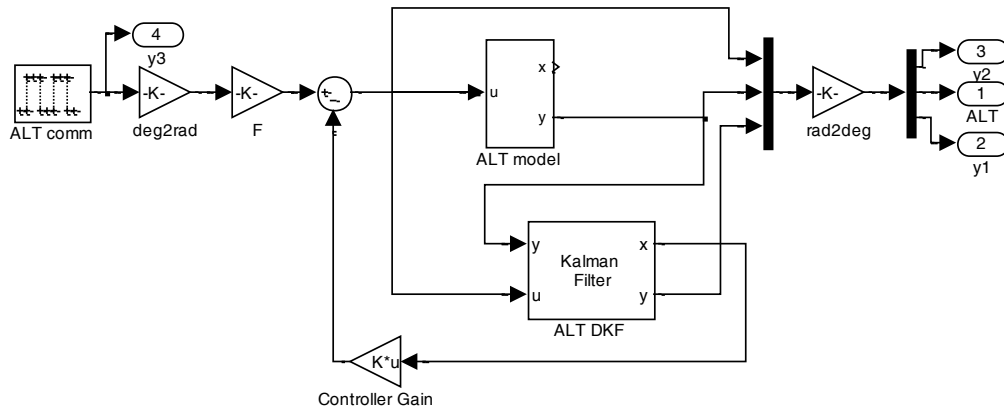 4
y3
ALT comm
-K-
deg2rad
-K-
F
+
-
u
x
y
ALT model
-K-
rad2deg
3
y2
1
ALT
2
y1
y
u
Kalman
Filter
x
y
ALT DKF
K*u
Controller Gain